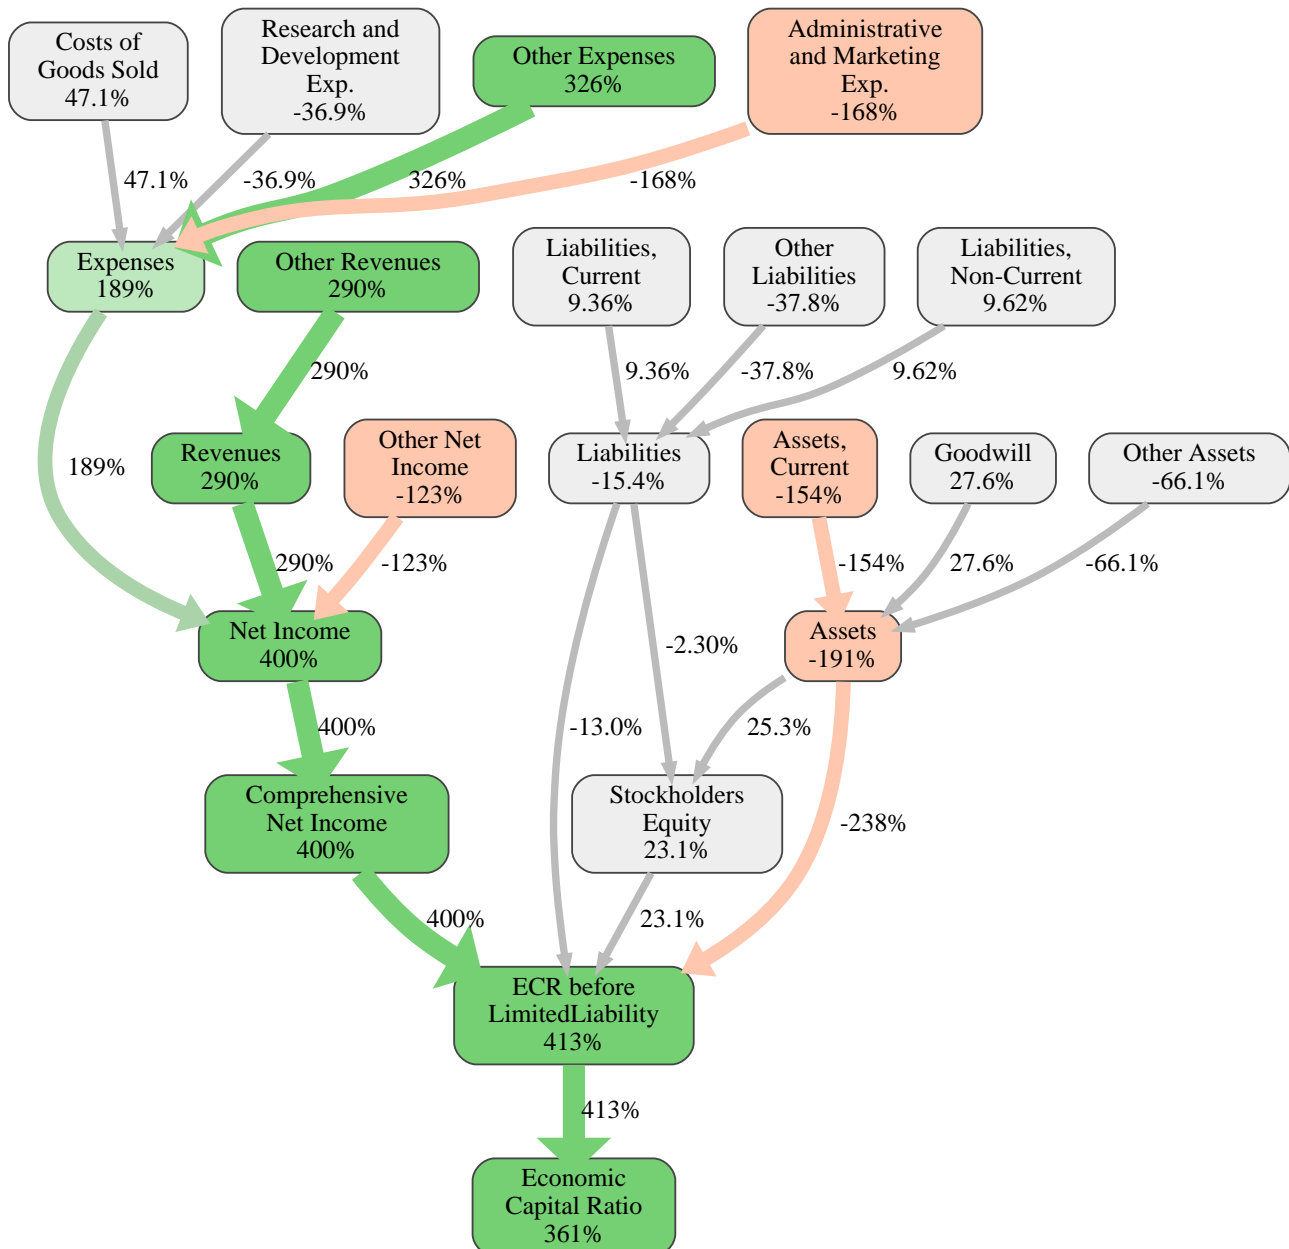 Costs of
Goods Sold
47.1%
Research and
Development
Exp.
-36.9%
Other Expenses
326%
Administrative
and Marketing
Exp.
-168%
47.1%
-36.9%
326%
-168%
Expenses
189%
Other Revenues
290%
Liabilities,
Current
9.36%
Other
Liabilities
-37.8%
Liabilities,
Non-Current
9.62%
290%
9.36%
-37.8%
9.62%
189%
Revenues
290%
Other Net
Income
-123%
Liabilities
-15.4%
Assets,
Current
-154%
Goodwill
27.6%
Other Assets
-66.1%
290%
-123%
-154%
27.6%
-66.1%
Net Income
400%
-2.30%
Assets
-191%
400%
-13.0%
25.3%
Comprehensive
Net Income
400%
Stockholders
Equity
23.1%
-238%
400%
23.1%
ECR before
LimitedLiability
413%
413%
Economic
Capital Ratio
361%